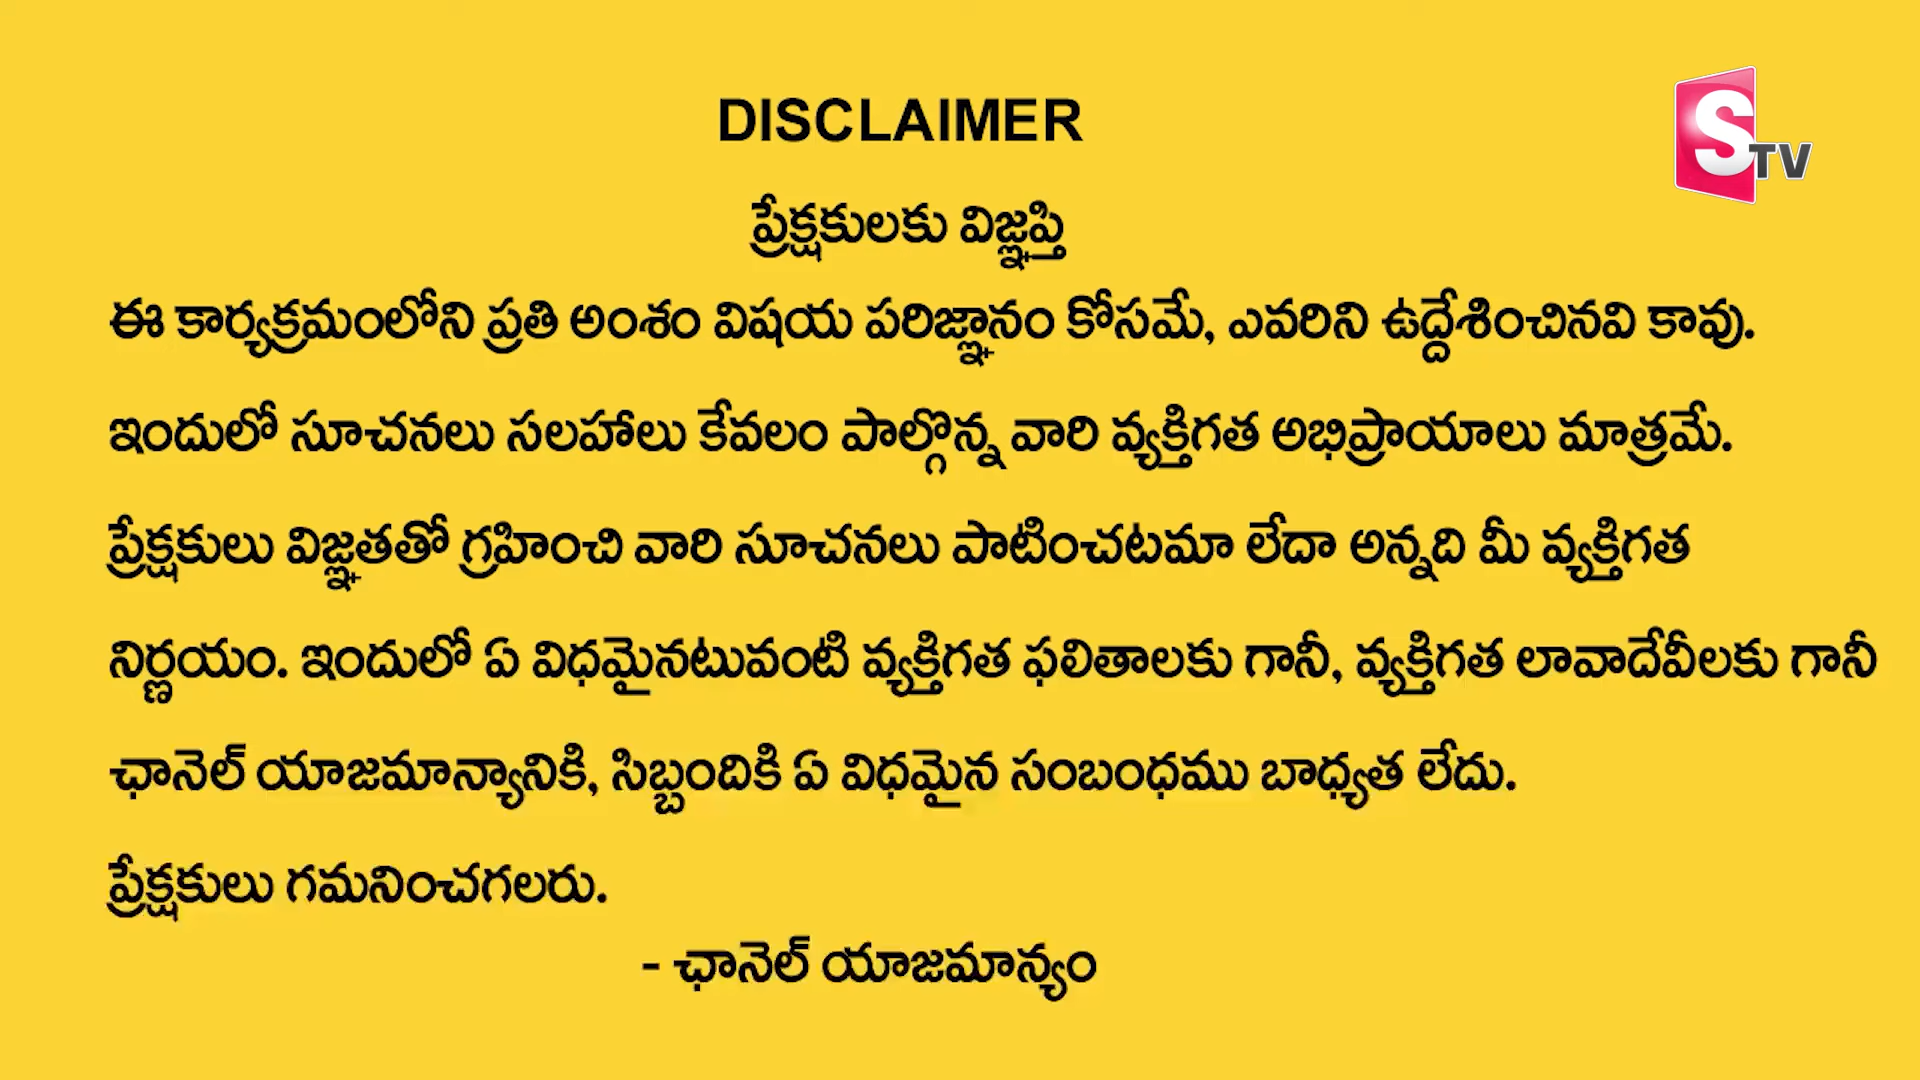 DISCLAIMER
STV
ప్రేక్షకులకు విజ్ఞప్తి
ఈ కార్యక్రమంలోని ప్రతి అంశం విషయ పరిజ్ఞానం కోసమే, ఎవరిని ఉద్దేశించినవి కావు.
ఇందులో సూచనలు సలహాలు కేవలం పాల్గొన్న వారి వ్యక్తిగత అభిప్రాయాలు మాత్రమే.
ప్రేక్షకులు విజ్ఞతతో గ్రహించి వారి సూచనలు పాటించటమా లేదా అన్నది మీ వ్యక్తిగత
నిర్ణయం. ఇందులో ఏ విధమైనటువంటి వ్యక్తిగత ఫలితాలకు గానీ, వ్యక్తిగత లావాదేవీలకు గానీ
ఛానెల్ యాజమాన్యానికి, సిబ్బందికి ఏ విధమైన సంబంధము బాధ్యత లేదు.
ప్రేక్షకులు గమనించగలరు.
- ఛానెల్ యాజమాన్యం